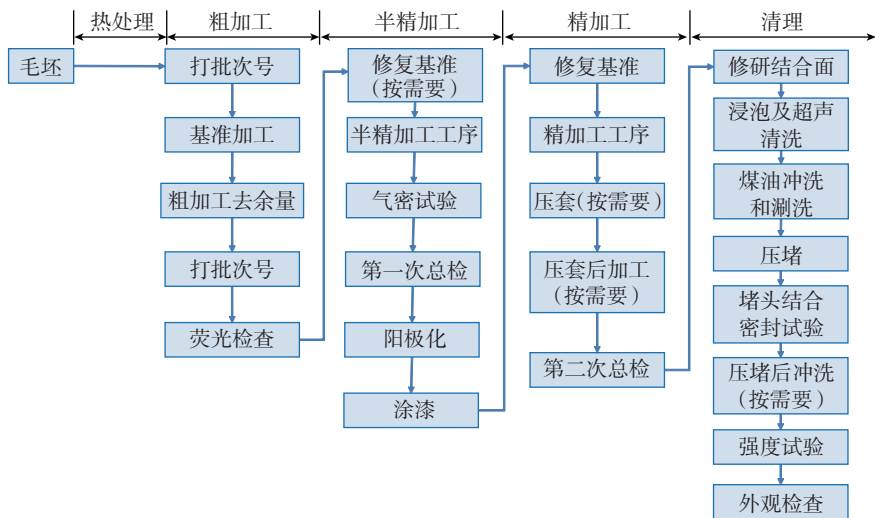 热处理
粗加工
半精加工
精加工
清理
毛坯
打批次号
基准加工
粗加工去余量
打批次号
荧光检查
修复基准
（按需要）
半精加工工序
气密试验
第一次总检
阳极化
涂漆
修复基准
精加工工序
压套（按需要）
压套后加工
（按需要）
第二次总检
修研结合面
浸泡及超声
清洗
煤油冲洗
和涮洗
压堵
堵头结合
密封试验
压堵后冲洗
（按需要）
强度试验
外观检查